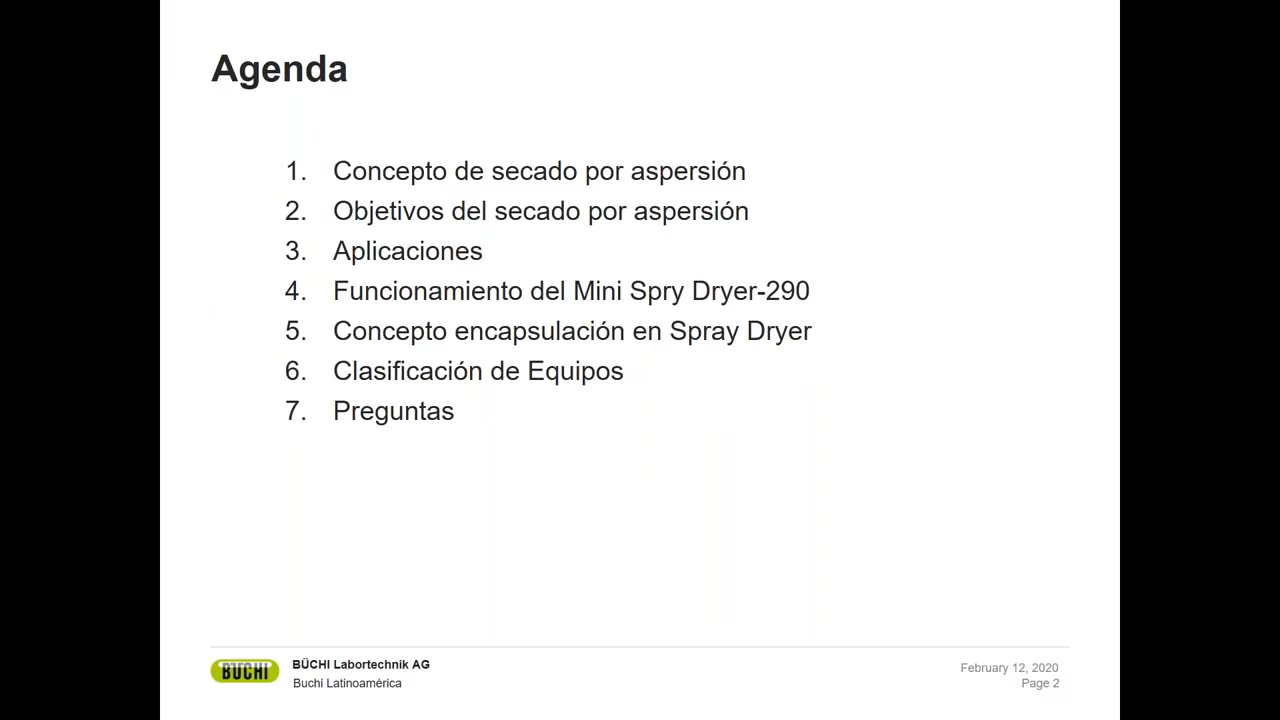 Agenda
1. Concepto de secado por aspersión
2. Objetivos del secado por aspersión
3. Aplicaciones
4. Funcionamiento del Mini Spry Dryer-290
5. Concepto encapsulación en Spray Dryer
6. Clasificación de Equipos
7. Preguntas
BÜCHI
BÜCHI Labortechnik AG
Buchi Latinoamérica
February 12, 2020
Page 2